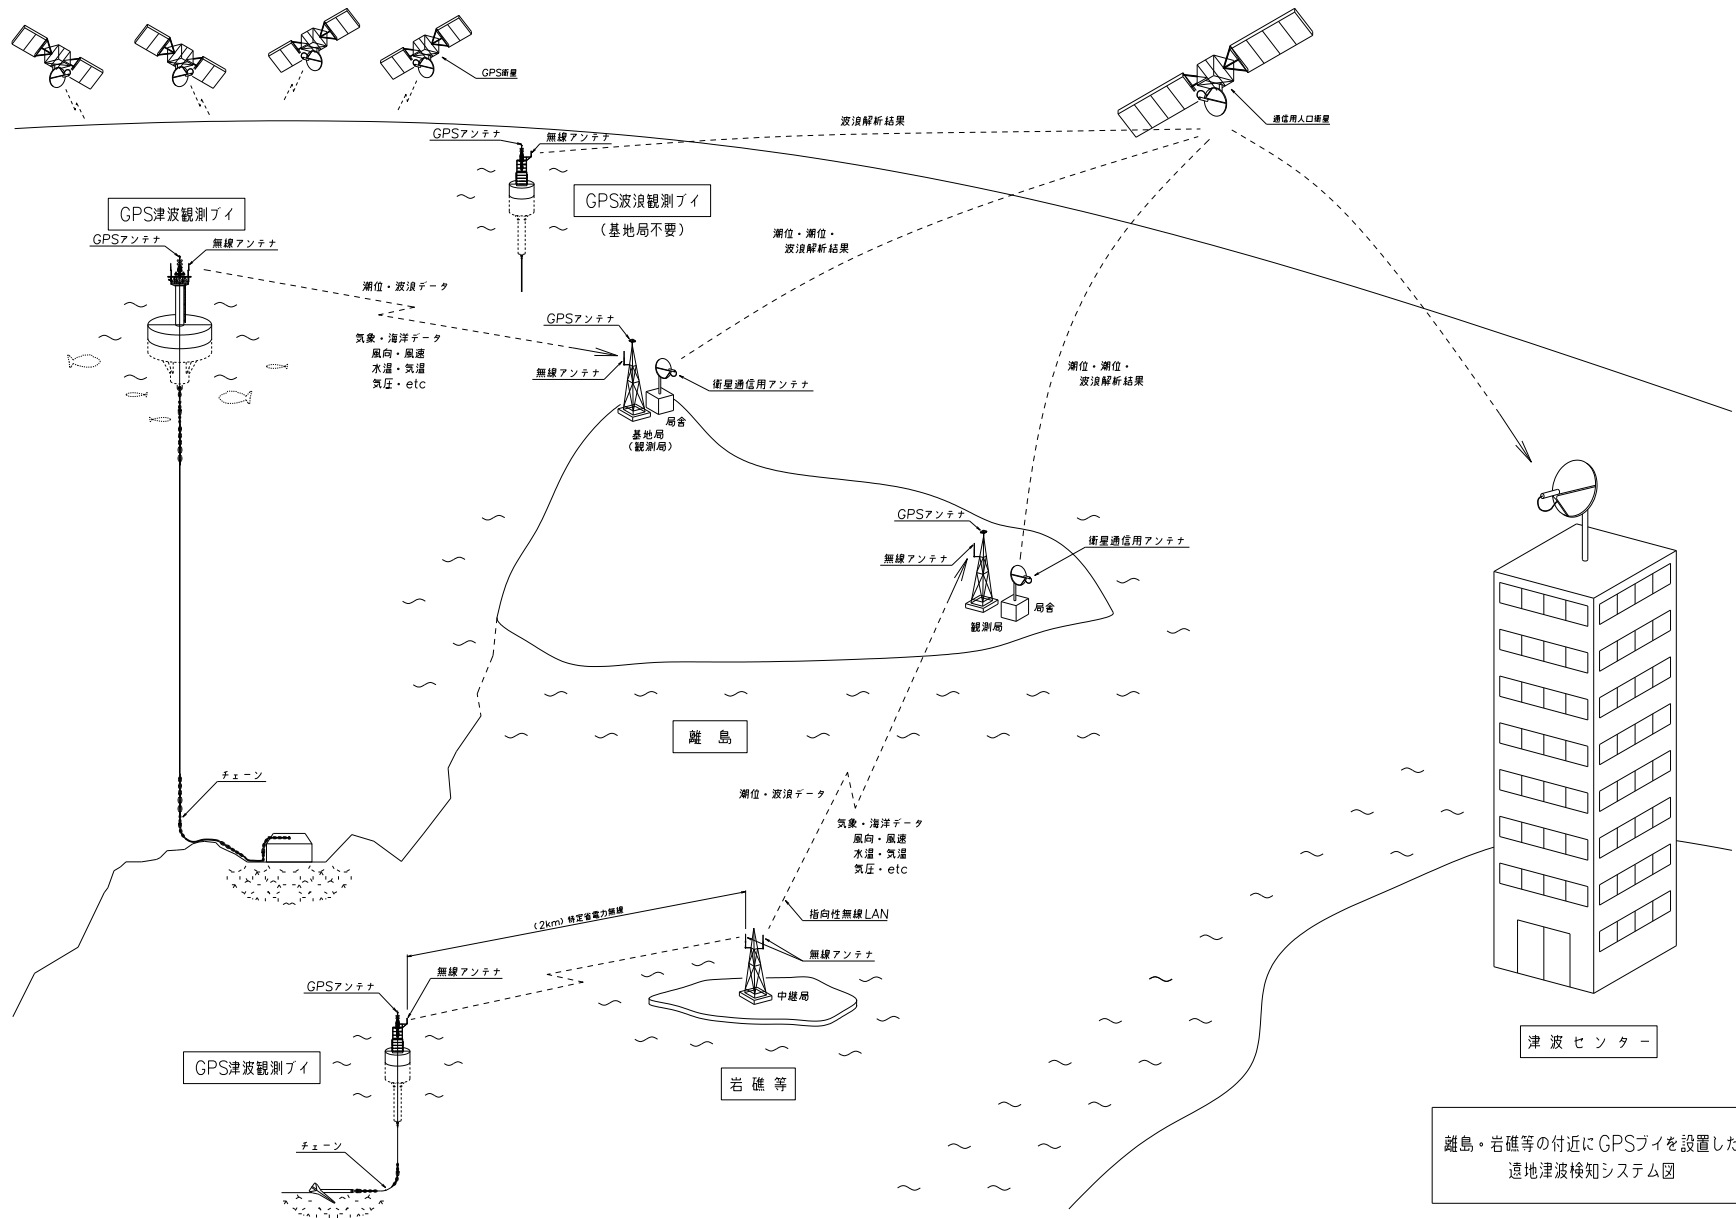 GPS衛星
通信用人口衛星
波浪解析結果
GPSアンテナ
無線アンテナ
GPS波浪観測ブイ
(基地局不要)
GPS津波観測ブイ
GPSアンテナ
無線アンテナ
潮位・潮位・
波浪解析結果
潮位・波浪データ
気象・海洋データ
風向・風速
水温・気温
気圧・etc
GPSアンテナ
無線アンテナ
衛星通信用アンテナ
局舎
基地局
(観測局)
潮位・潮位・
波浪解析結果
GPSアンテナ
無線アンテナ
衛星通信用アンテナ
局舎
観測局
離 島
チェーン
潮位・波浪データ
気象・海洋データ
風向・風速
水温・気温
気圧・etc
指向性無線LAN
(2km) 特定省電力無線
無線アンテナ
無線アンテナ
GPSアンテナ
中継局
GPS津波観測ブイ
岩 礁 等
チェーン
津 波 セ ン タ ー
離島・岩礁等の付近にGPSブイを設置した
遠地津波検知システム図